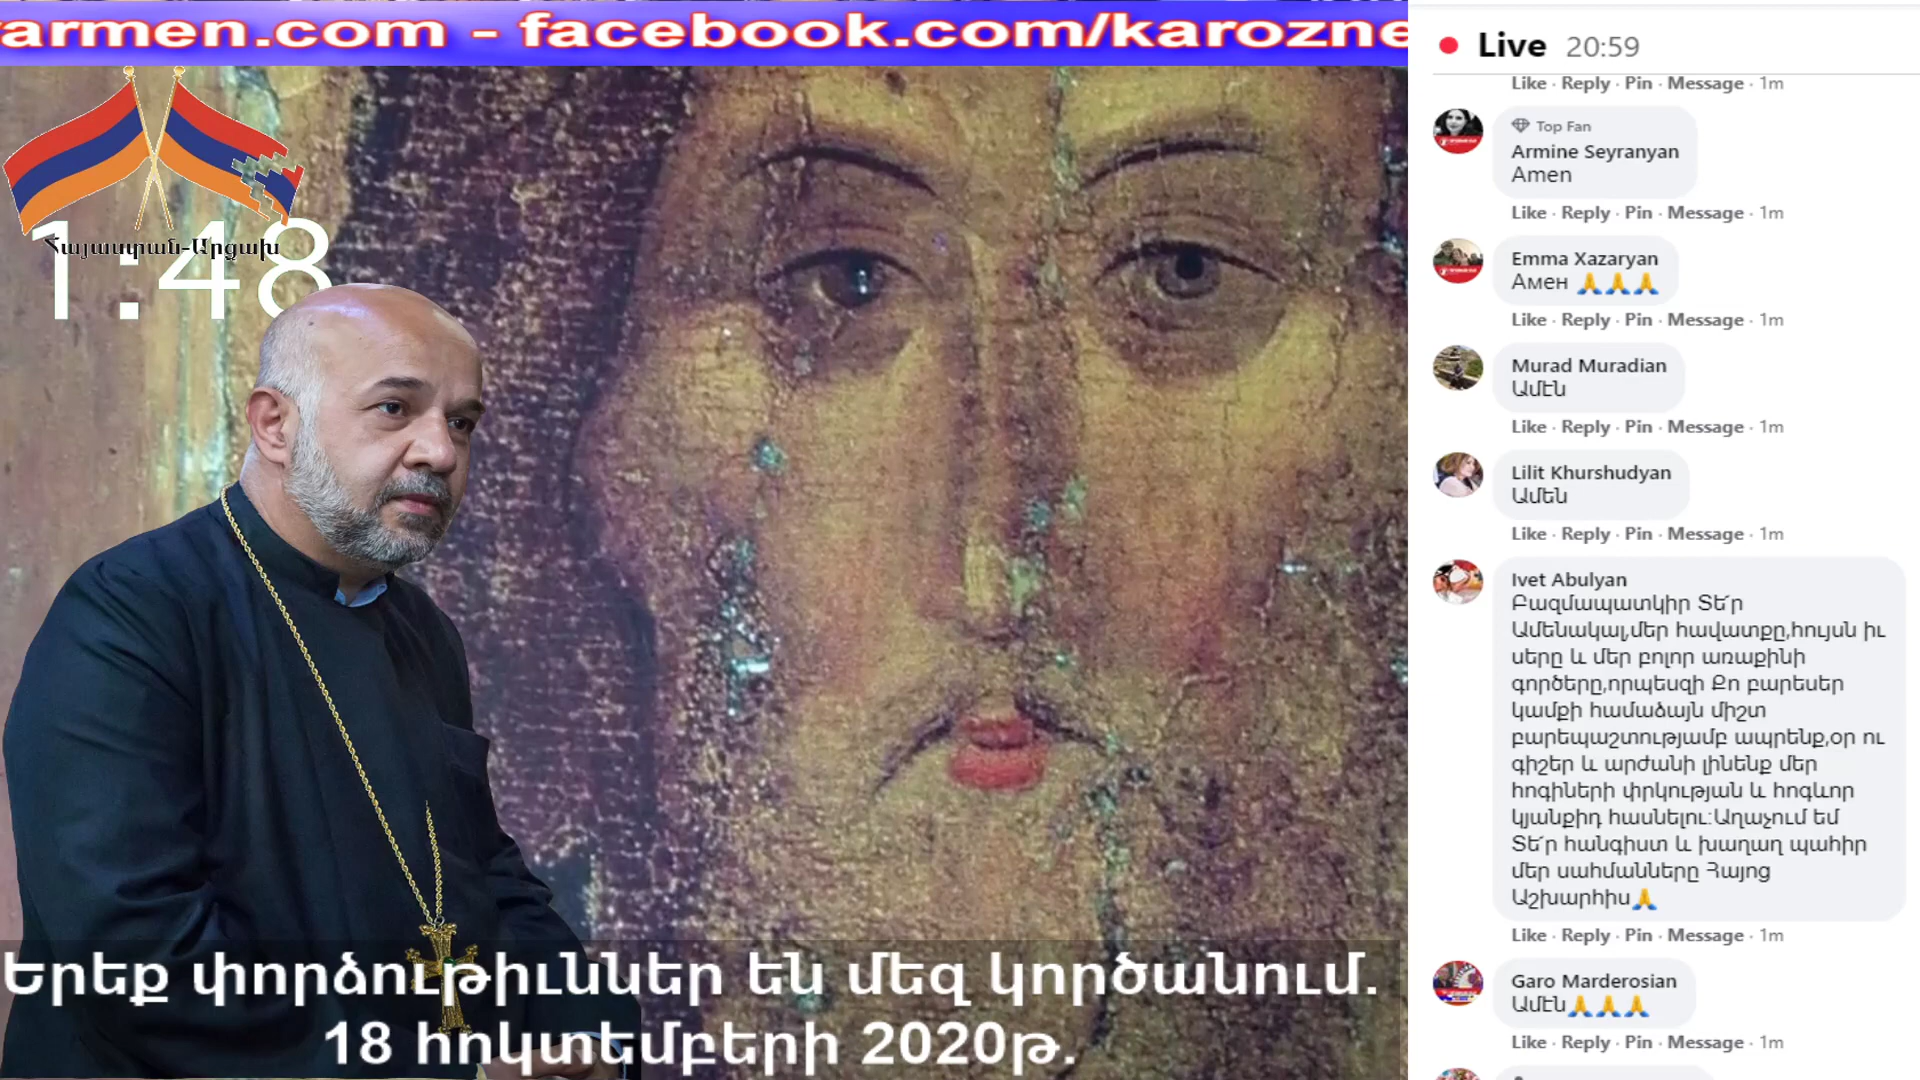 armen.com - facebook.com/karozne
Հայաստան-Արցախ
1:48
Երեք փորձութիւններ են մեզ կործանում.
18 հոկտեմբերի 2020թ.
Live 20:59
Like · Reply · Pin · Message · 1m
Top Fan
Armine Seyranyan
Amen
Like · Reply · Pin · Message · 1m
Emma Xazaryan
Амен 🙏🙏🙏
Like · Reply · Pin · Message · 1m
Murad Muradian
Ամէն
Like · Reply · Pin · Message · 1m
Lilit Khurshudyan
Ամեն
Like · Reply · Pin · Message · 1m
Ivet Abulyan
Բազմապատկիր Տե՛ր
Ամենակալ,մեր հավատքը,հույսն իւ
սերը և մեր բոլոր առաքինի
գործերը,որպեսզի Քո բարեսեր
կամքի համաձայն միշտ
բարեպաշտությամբ ապրենք,օր ու
գիշեր և արժանի լինենք մեր
հոգիների փրկության և հոգևոր
կյանքիդ հասնելու:Աղաչում եմ
Տե՛ր հանգիստ և խաղաղ պահիր
մեր սահմանները Հայոց
Աշխարհիս🙏
Like · Reply · Pin · Message · 1m
Garo Marderosian
Ամէն🙏🙏🙏
Like · Reply · Pin · Message · 1m